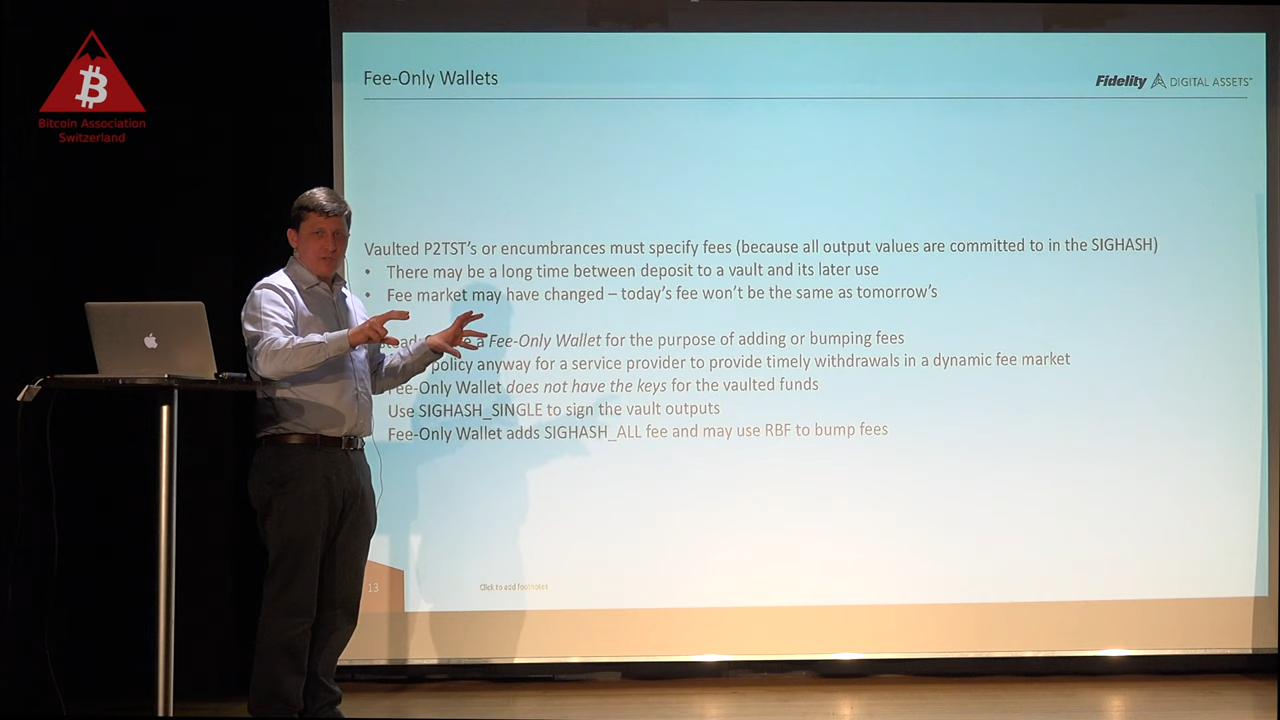 Bitcoin Association
Switzerland
Fee-Only Wallets
Fidelity DIGITAL ASSETS
Vaulted P2TST's or encumbrances must specify fees (because all output values are committed to in the SIGHASH)
• There may be a long time between deposit to a vault and its later use
• Fee market may have changed – today's fee won't be the same as tomorrow's
a Fee-Only Wallet for the purpose of adding or bumping fees
policy anyway for a service provider to provide timely withdrawals in a dynamic fee market
Fee-Only Wallet does not have the keys for the vaulted funds
Use SIGHASH_SINGLE to sign the vault outputs
Fee-Only Wallet adds SIGHASH_ALL fee and may use RBF to bump fees
13
Click to add footnotes